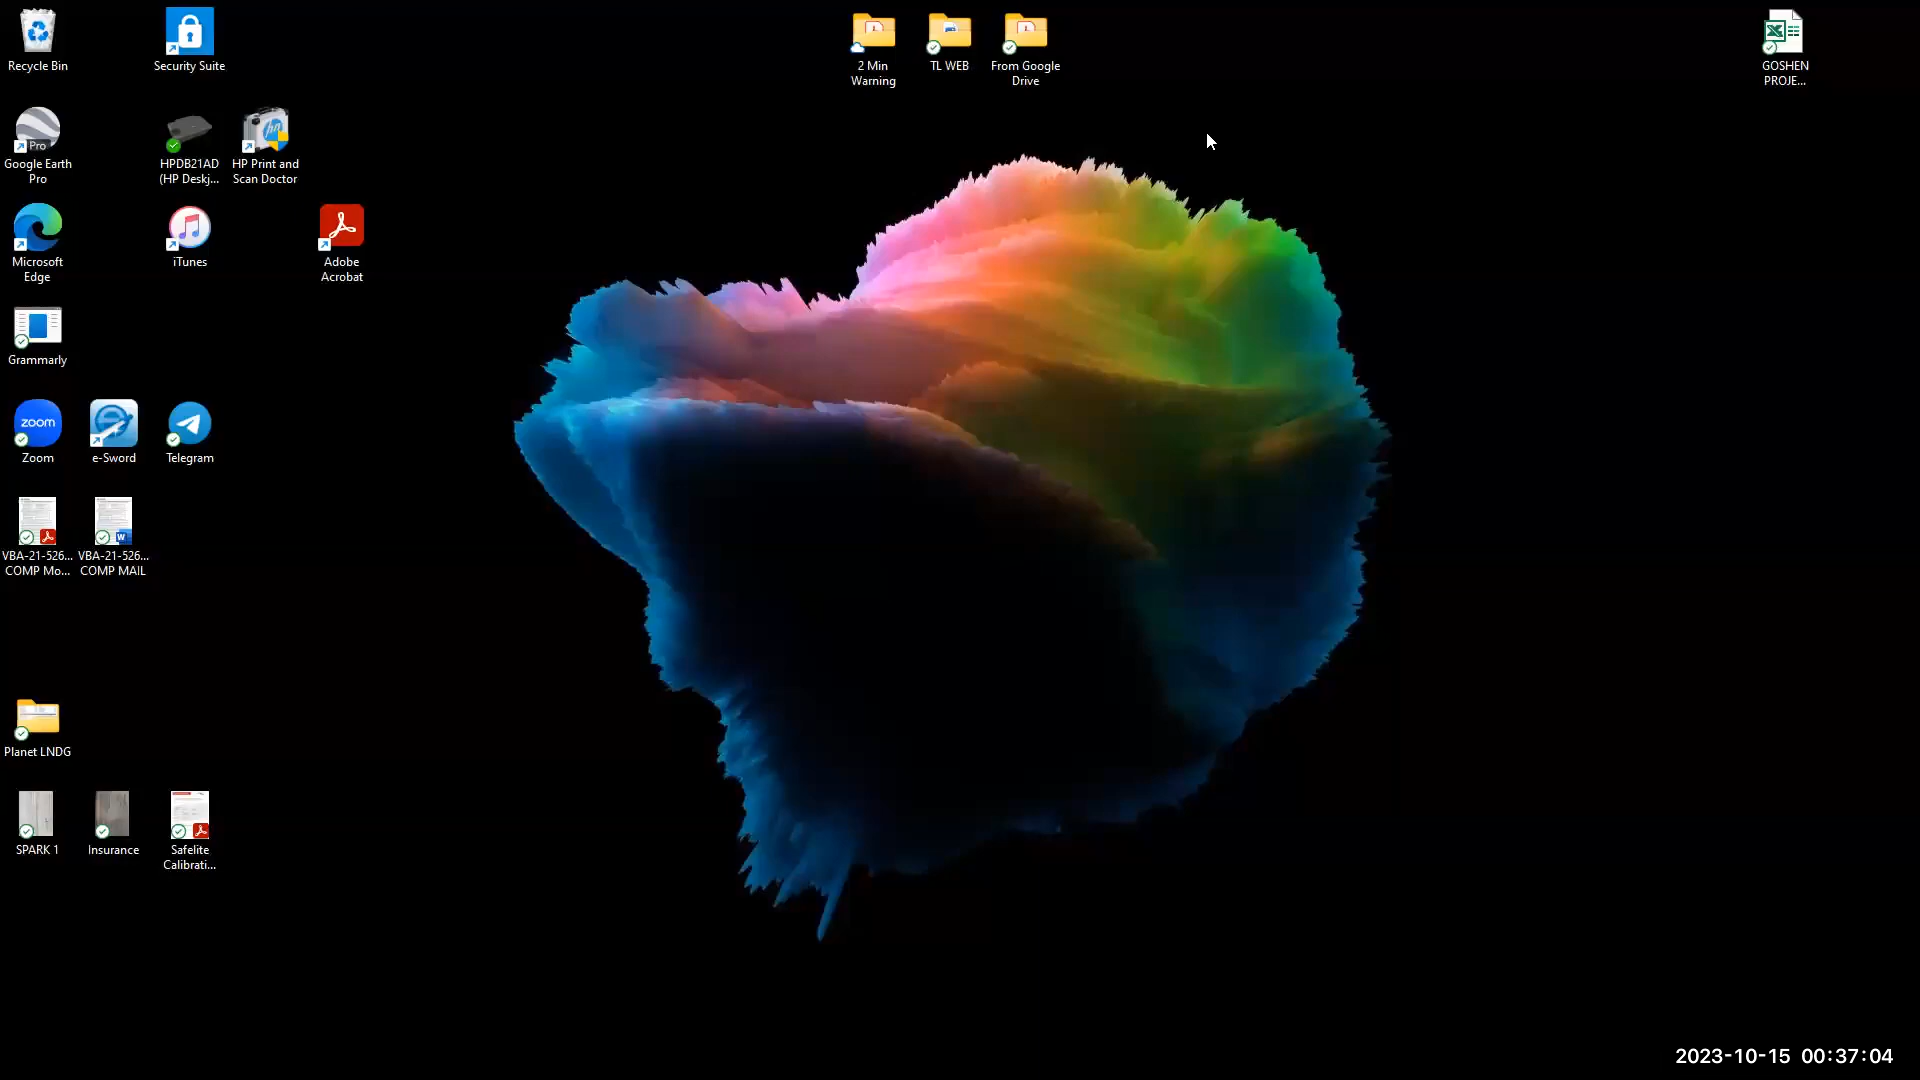 Recycle Bin
Security Suite
2 Min
Warning
TL WEB
From Google
Drive
GOSHEN
PROJE...
Pro
Google Earth
Pro
HPDB21AD
(HP Deskj...
hp
HP Print and
Scan Doctor
Microsoft
Edge
iTunes
Adobe
Acrobat
Grammarly
zoom
Zoom
e-Sword
Telegram
VBA-21-526...
COMP Mo...
VBA-21-526...
COMP MAIL
Planet LNDG
SPARK 1
Insurance
Safelite
Calibrati...
2023-10-15 00:37:04